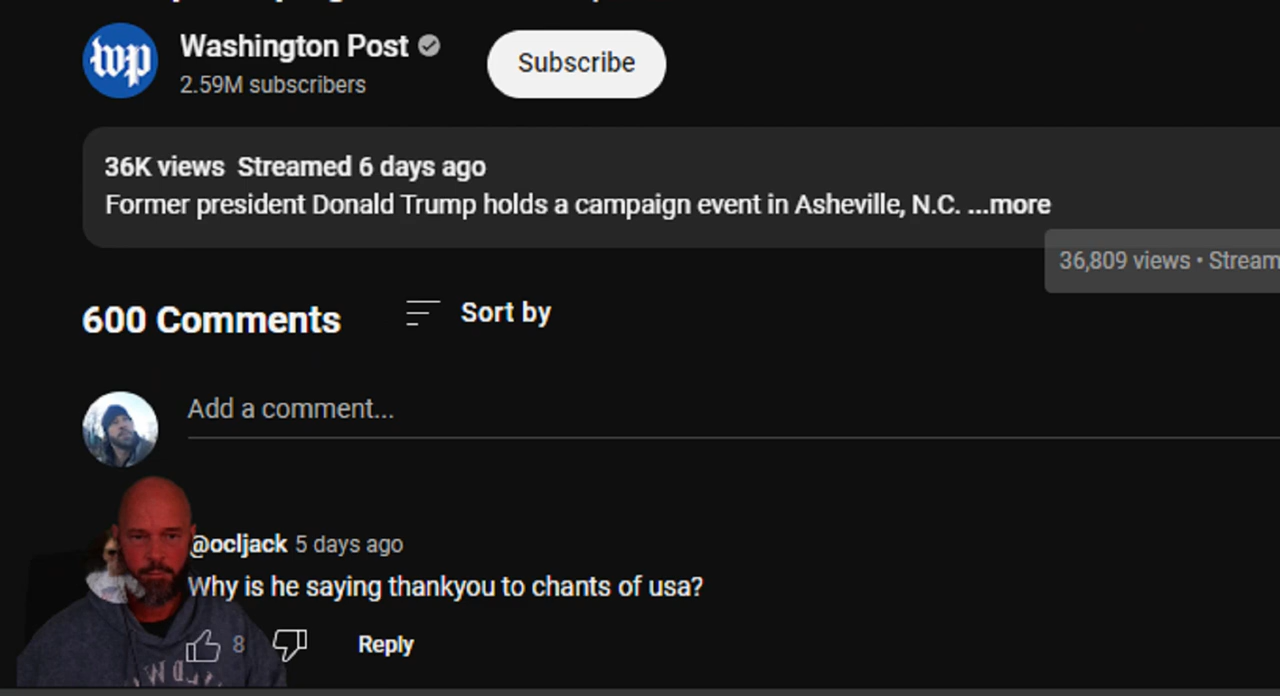 wp
Washington Post
2.59M subscribers
Subscribe
36K views Streamed 6 days ago
Former president Donald Trump holds a campaign event in Asheville, N.C. ...more
36,809 views • Stream
600 Comments
Sort by
Add a comment...
@ocljack 5 days ago
Why is he saying thankyou to chants of usa?
8
Reply